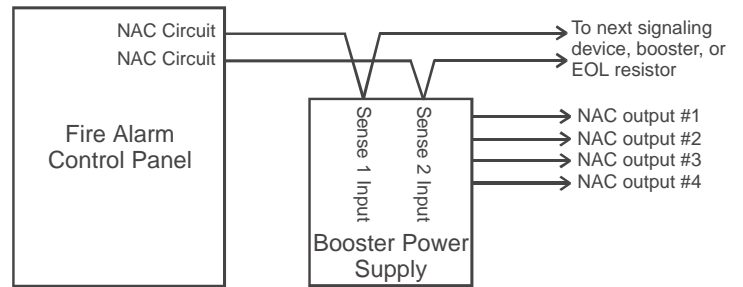 NAC Circuit
NAC Circuit
To next signaling
device, booster, or
EOL resistor
Fire Alarm
Control Panel
Sense 1 Input
Sense 2 Input
NAC output #1
NAC output #2
NAC output #3
NAC output #4
Booster Power
Supply